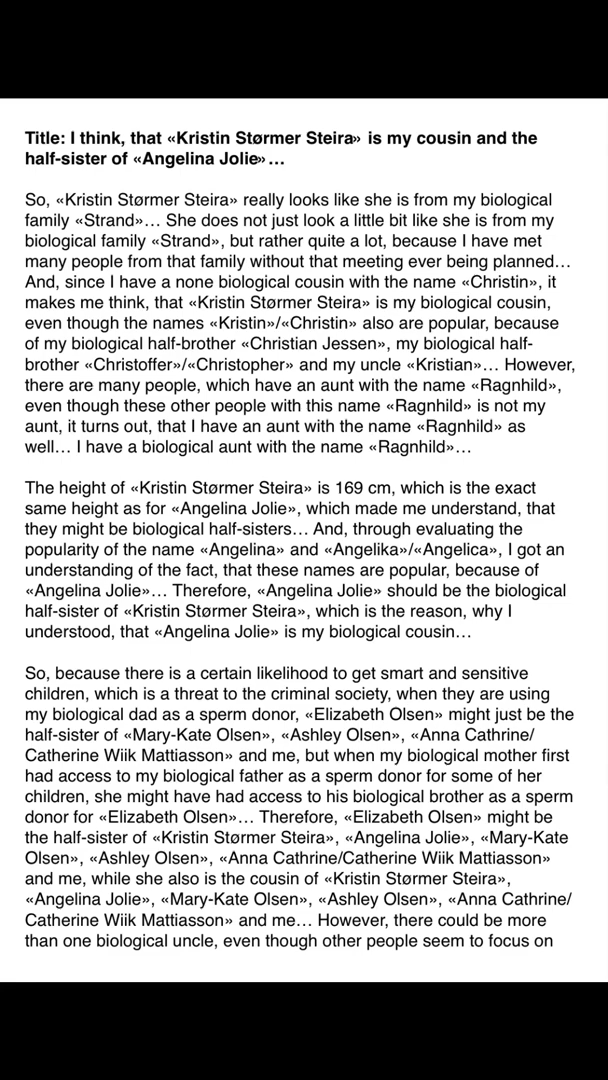 Title: I think, that «Kristin Størmer Steira» is my cousin and the
half-sister of «Angelina Jolie»…
So, «Kristin Størmer Steira» really looks like she is from my biological
family «Strand»… She does not just look a little bit like she is from my
biological family «Strand», but rather quite a lot, because I have met
many people from that family without that meeting ever being planned…
And, since I have a none biological cousin with the name «Christin», it
makes me think, that «Kristin Størmer Steira» is my biological cousin,
even though the names «Kristin»/«Christin» also are popular, because
of my biological half-brother «Christian Jessen», my biological half-
brother «Christoffer»/«Christopher» and my uncle «Kristian»… However,
there are many people, which have an aunt with the name «Ragnhild»,
even though these other people with this name «Ragnhild» is not my
aunt, it turns out, that I have an aunt with the name «Ragnhild» as
well… I have a biological aunt with the name «Ragnhild»…
The height of «Kristin Størmer Steira» is 169 cm, which is the exact
same height as for «Angelina Jolie», which made me understand, that
they might be biological half-sisters… And, through evaluating the
popularity of the name «Angelina» and «Angelika»/«Angelica», I got an
understanding of the fact, that these names are popular, because of
«Angelina Jolie»… Therefore, «Angelina Jolie» should be the biological
half-sister of «Kristin Størmer Steira», which is the reason, why I
understood, that «Angelina Jolie» is my biological cousin…
So, because there is a certain likelihood to get smart and sensitive
children, which is a threat to the criminal society, when they are using
my biological dad as a sperm donor, «Elizabeth Olsen» might just be the
half-sister of «Mary-Kate Olsen», «Ashley Olsen», «Anna Cathrine/
Catherine Wiik Mattiasson» and me, but when my biological mother first
had access to my biological father as a sperm donor for some of her
children, she might have had access to his biological brother as a sperm
donor for «Elizabeth Olsen»… Therefore, «Elizabeth Olsen» might be
the half-sister of «Kristin Størmer Steira», «Angelina Jolie», «Mary-Kate
Olsen», «Ashley Olsen», «Anna Cathrine/Catherine Wiik Mattiasson»
and me, while she also is the cousin of «Kristin Størmer Steira»,
«Angelina Jolie», «Mary-Kate Olsen», «Ashley Olsen», «Anna Cathrine/
Catherine Wiik Mattiasson» and me… However, there could be more
than one biological uncle, even though other people seem to focus on